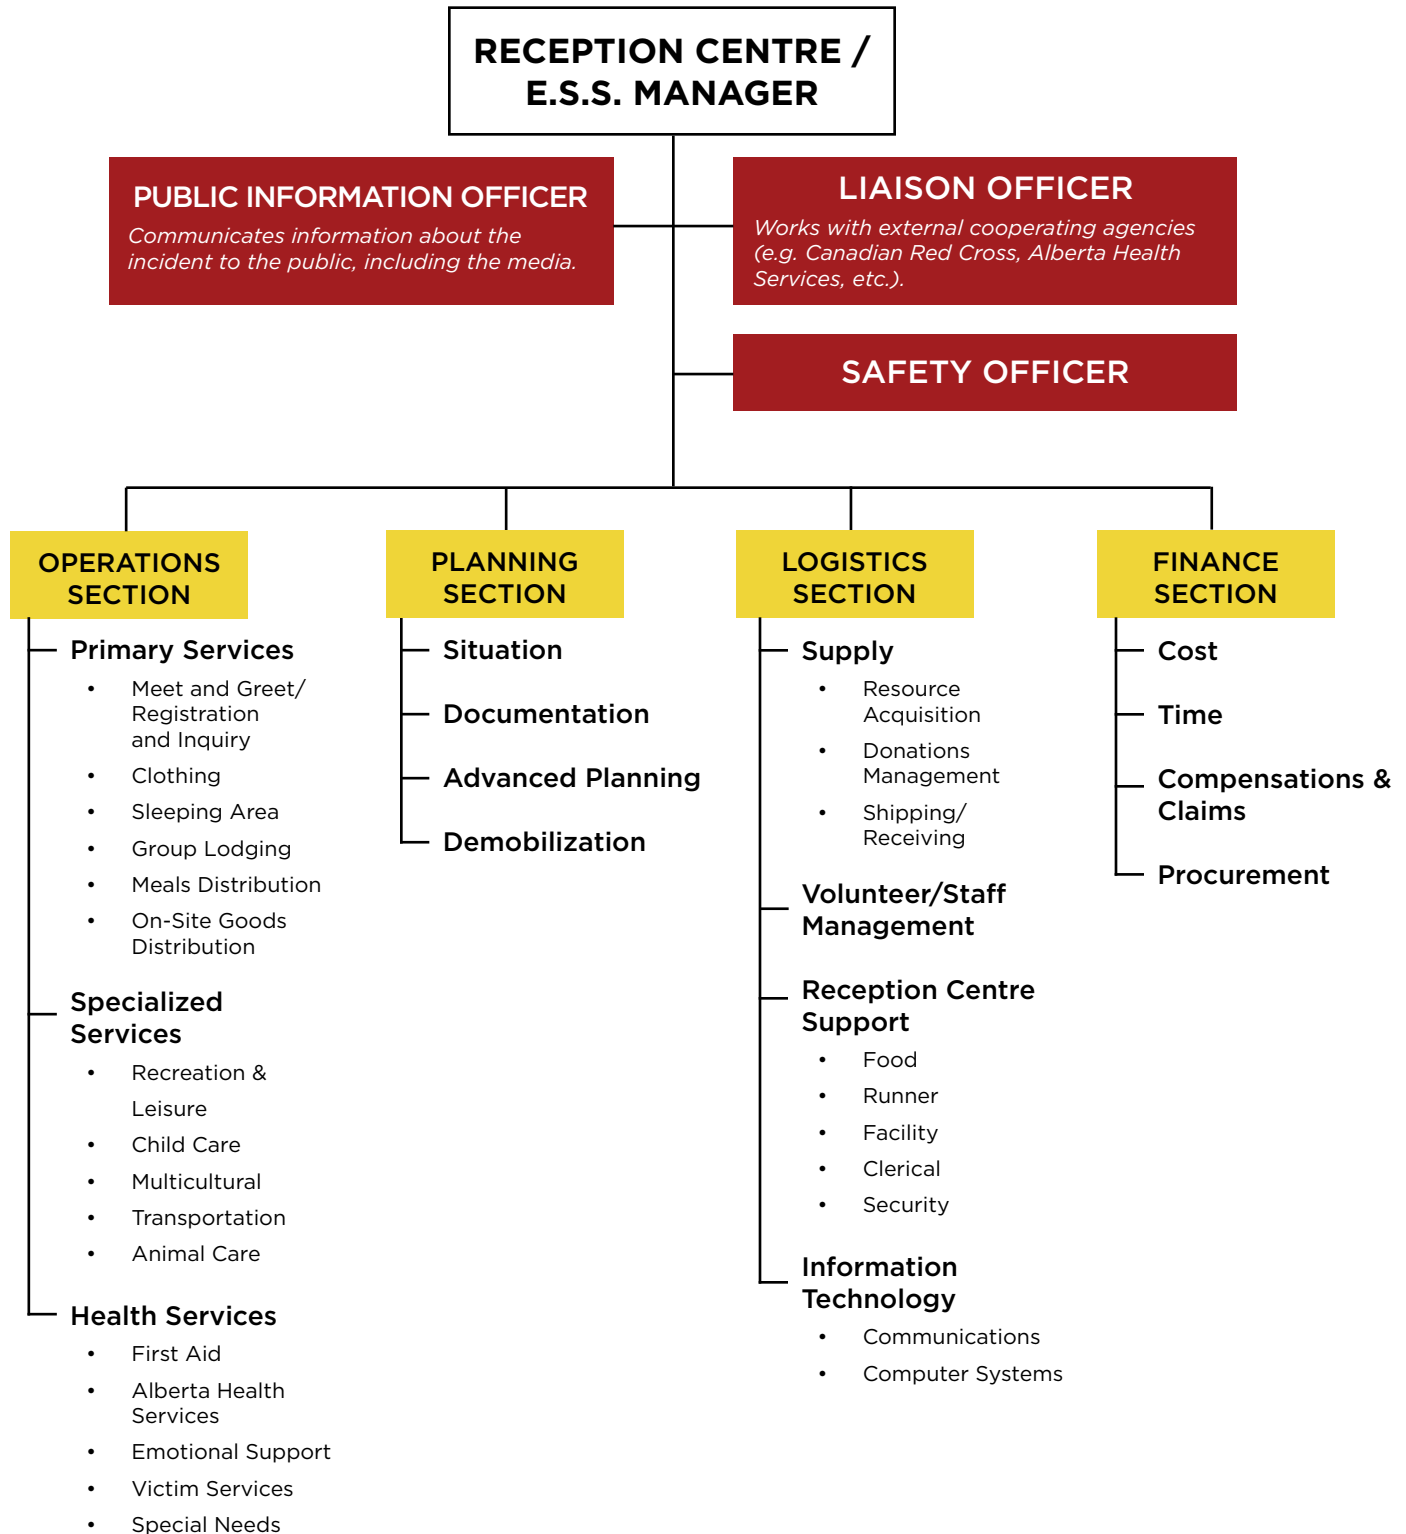 RECEPTION CENTRE /
E.S.S. MANAGER
PUBLIC INFORMATION OFFICER
Communicates information about the
incident to the public, including the media.
LIAISON OFFICER
Works with external cooperating agencies
(e.g. Canadian Red Cross, Alberta Health
Services, etc.).
SAFETY OFFICER
OPERATIONS
SECTION
Primary Services
• Meet and Greet/
Registration
and Inquiry
• Clothing
• Sleeping Area
• Group Lodging
• Meals Distribution
• On-Site Goods
Distribution
Specialized
Services
• Recreation &
Leisure
• Child Care
• Multicultural
• Transportation
• Animal Care
Health Services
• First Aid
• Alberta Health
Services
• Emotional Support
• Victim Services
• Special Needs
PLANNING
SECTION
Situation
Documentation
Advanced Planning
Demobilization
LOGISTICS
SECTION
Supply
• Resource
Acquisition
• Donations
Management
• Shipping/
Receiving
Volunteer/Staff
Management
Reception Centre
Support
• Food
• Runner
• Facility
• Clerical
• Security
Information
Technology
• Communications
• Computer Systems
FINANCE
SECTION
Cost
Time
Compensations &
Claims
Procurement